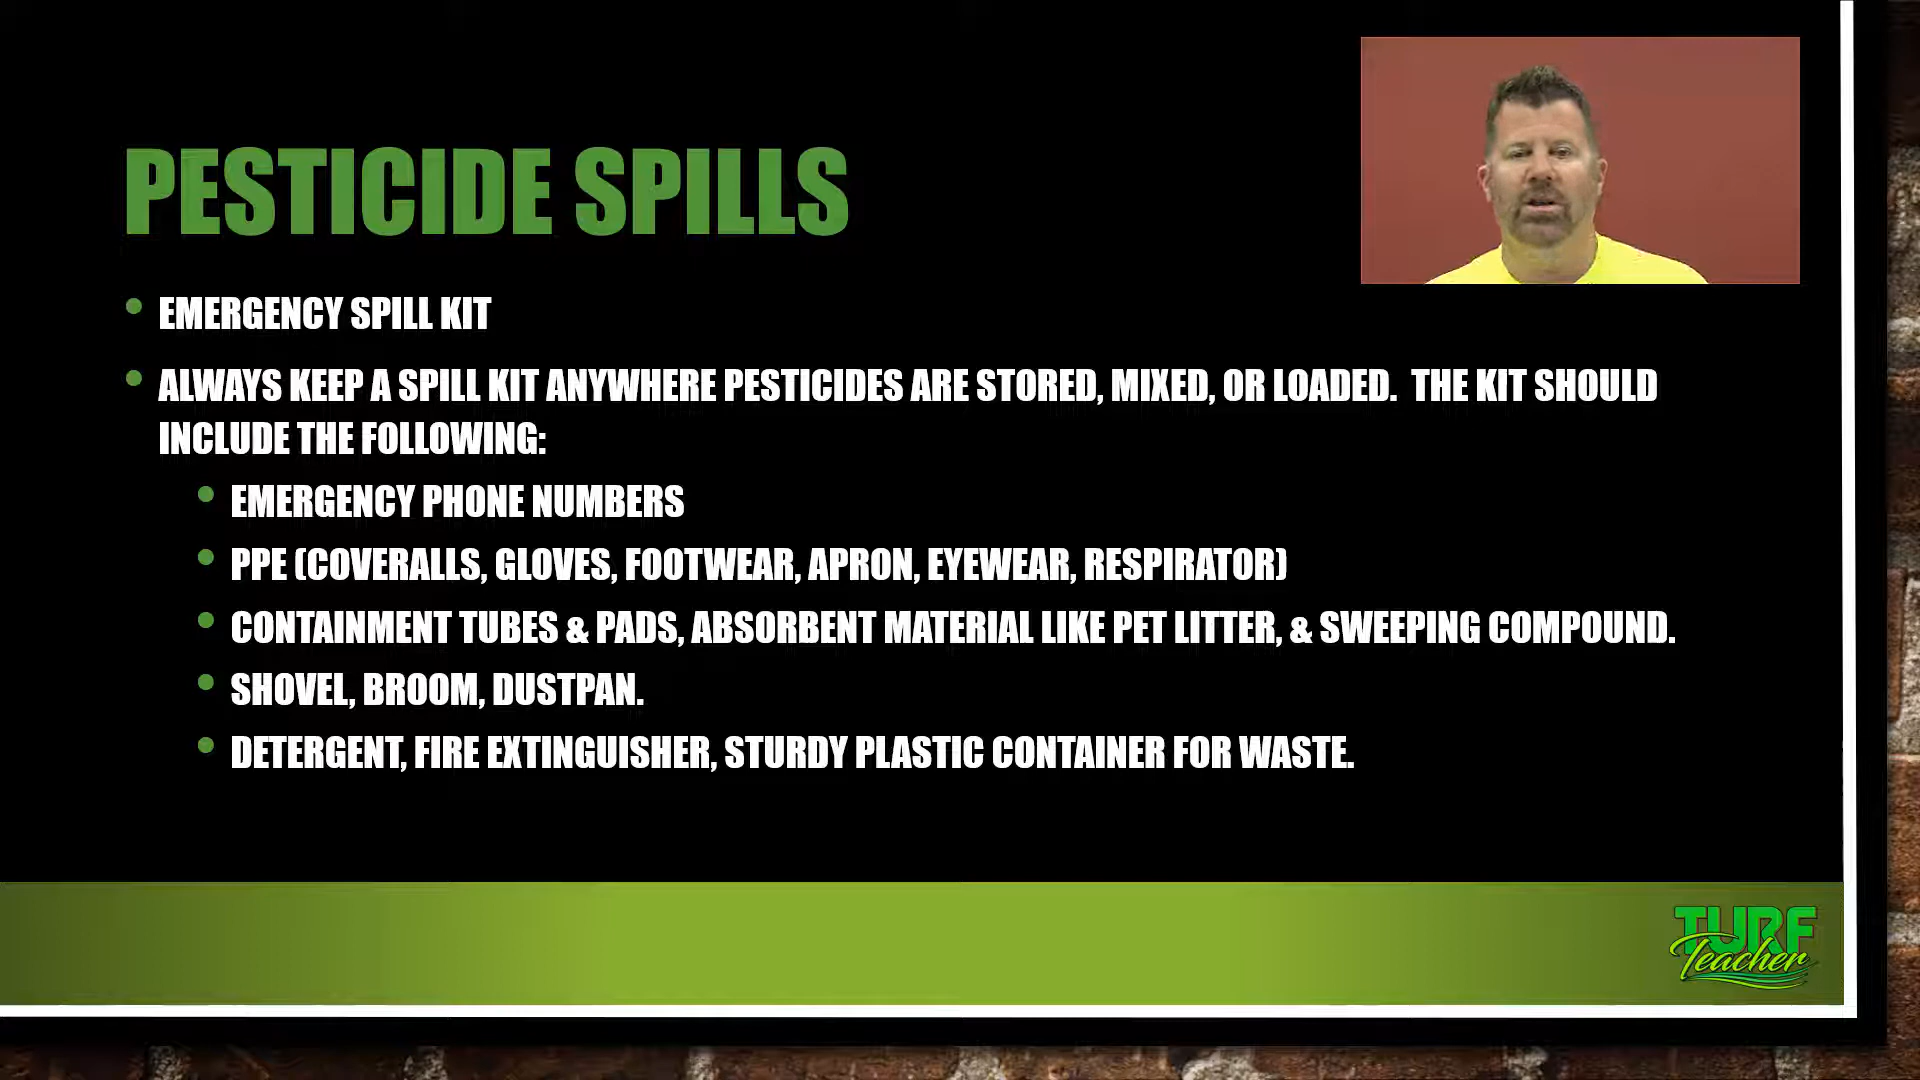 PESTICIDE SPILLS
• EMERGENCY SPILL KIT
• ALWAYS KEEP A SPILL KIT ANYWHERE PESTICIDES ARE STORED, MIXED, OR LOADED. THE KIT SHOULD
INCLUDE THE FOLLOWING:
• EMERGENCY PHONE NUMBERS
• PPE (COVERALLS, GLOVES, FOOTWEAR, APRON, EYEWEAR, RESPIRATOR)
• CONTAINMENT TUBES & PADS, ABSORBENT MATERIAL LIKE PET LITTER, & SWEEPING COMPOUND.
• SHOVEL, BROOM, DUSTPAN.
• DETERGENT, FIRE EXTINGUISHER, STURDY PLASTIC CONTAINER FOR WASTE.
TURF
Teacher